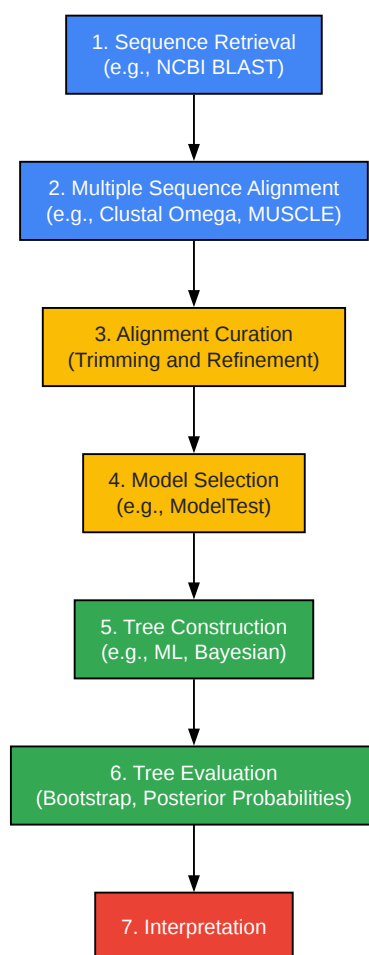 1. Sequence Retrieval
(e.g., NCBI BLAST)
2. Multiple Sequence Alignment
(e.g., Clustal Omega, MUSCLE)
3. Alignment Curation
(Trimming and Refinement)
4. Model Selection
(e.g., ModelTest)
5. Tree Construction
(e.g., ML, Bayesian)
6. Tree Evaluation
(Bootstrap, Posterior Probabilities)
7. Interpretation